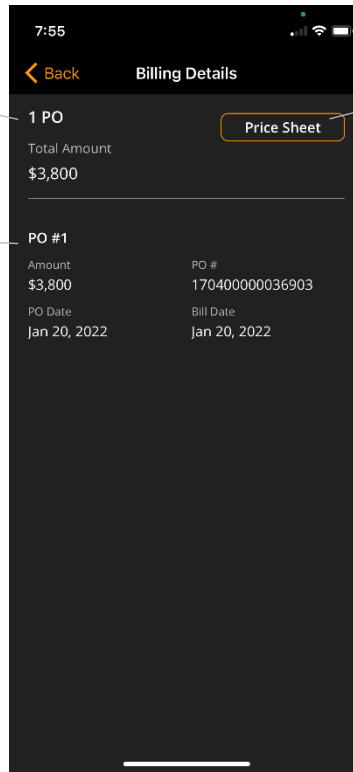 7:55
Back Billing Details
1 PO
Price Sheet
Total Amount
$3,800
PO #1
Amount PO #
$3,800 170400000036903
PO Date Bill Date
Jan 20, 2022 Jan 20, 2022